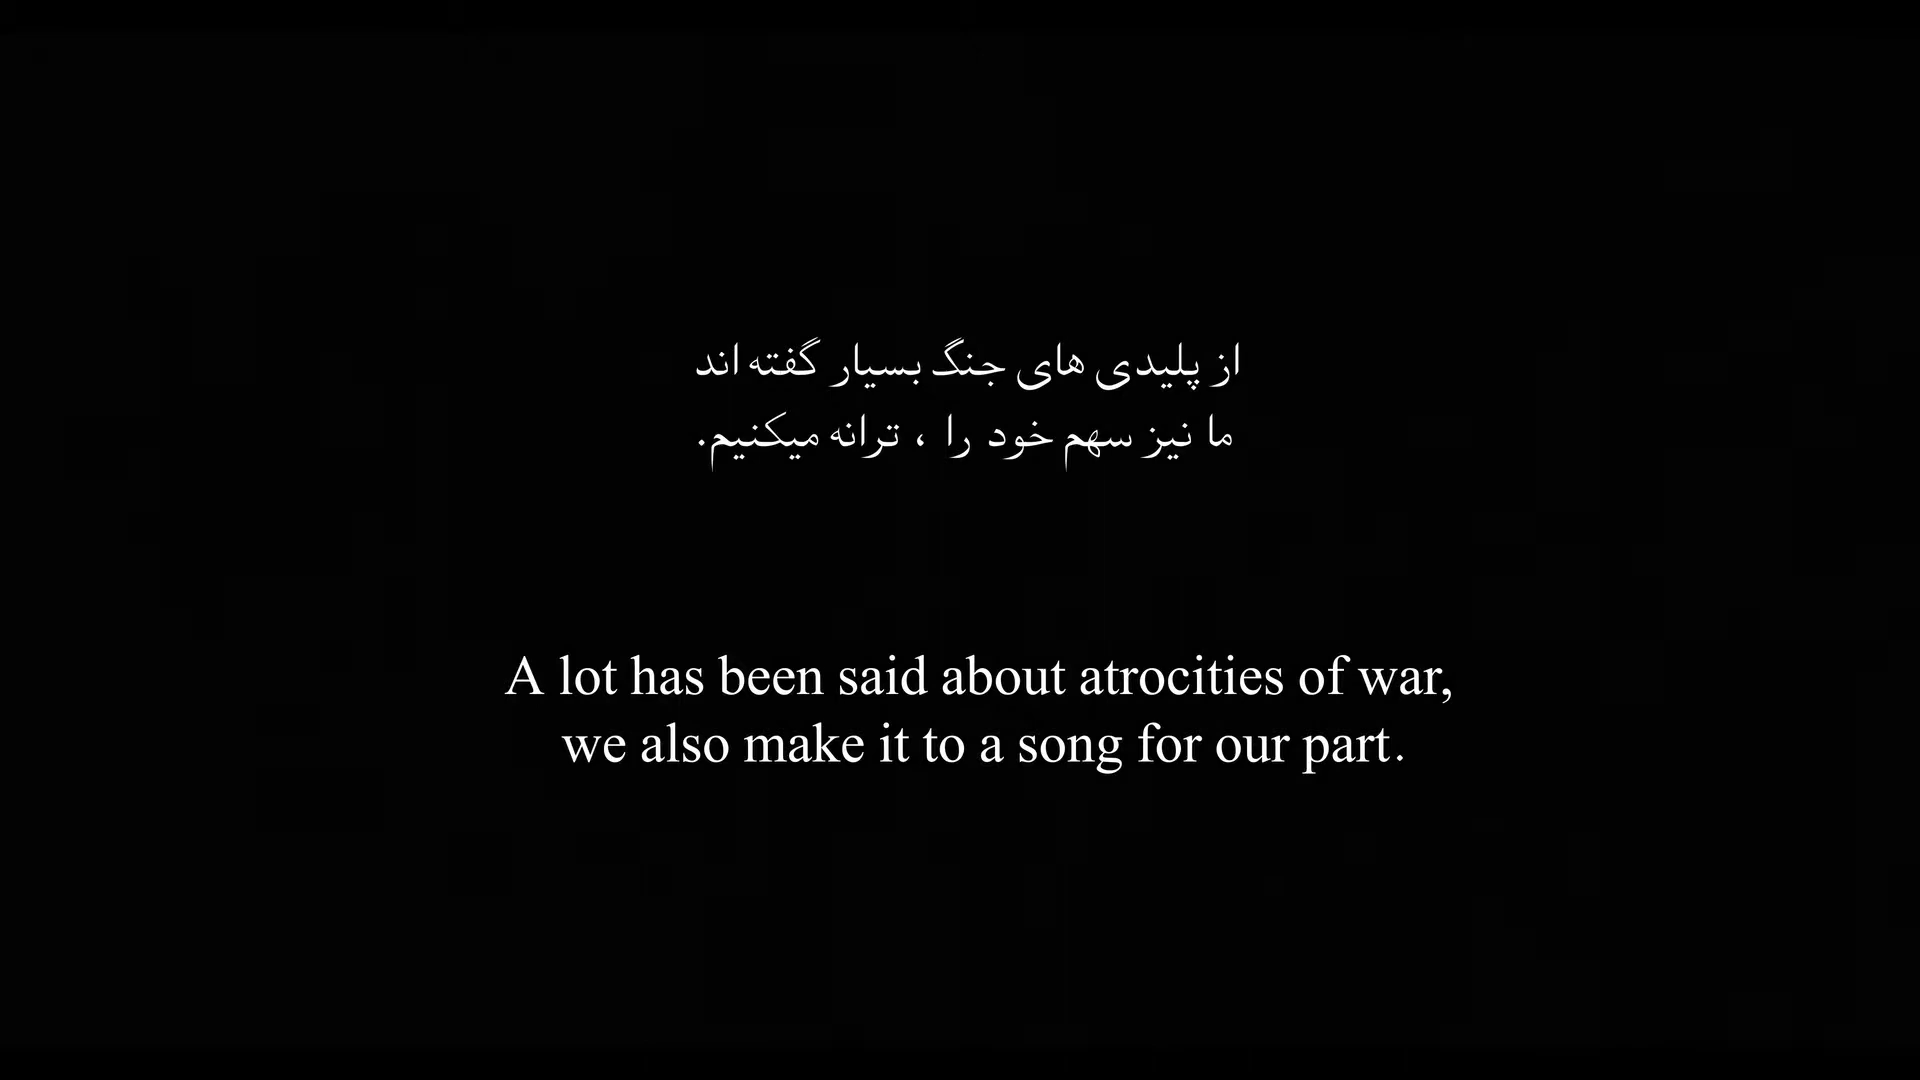 از پلیدی های جنگ بسیار گفته اند
ما نیز سهم خود را ، ترانه میکنیم.
A lot has been said about atrocities of war,
we also make it to a song for our part.